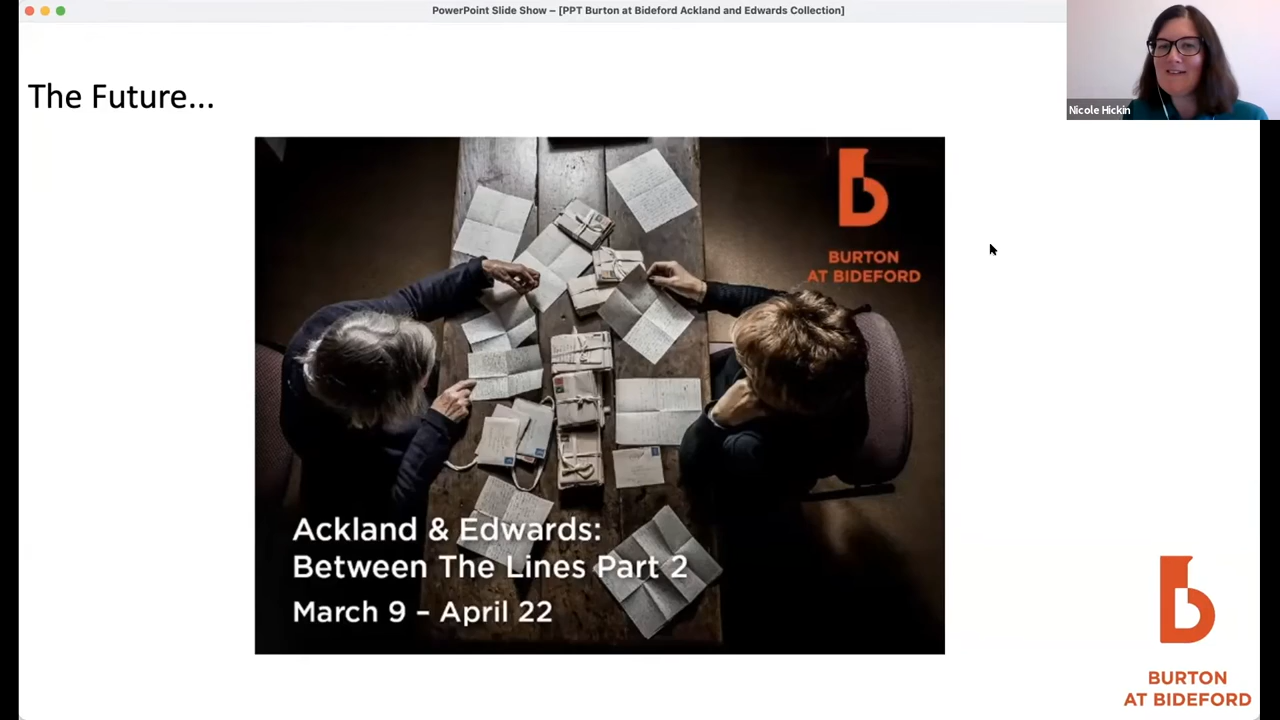 PowerPoint Slide Show – [PPT Burton at Bideford Ackland and Edwards Collection]
Nicole Hickin
The Future...
BURTON
AT BIDEFORD
Ackland & Edwards:
Between The Lines Part 2
March 9 – April 22
BURTON
AT BIDEFORD